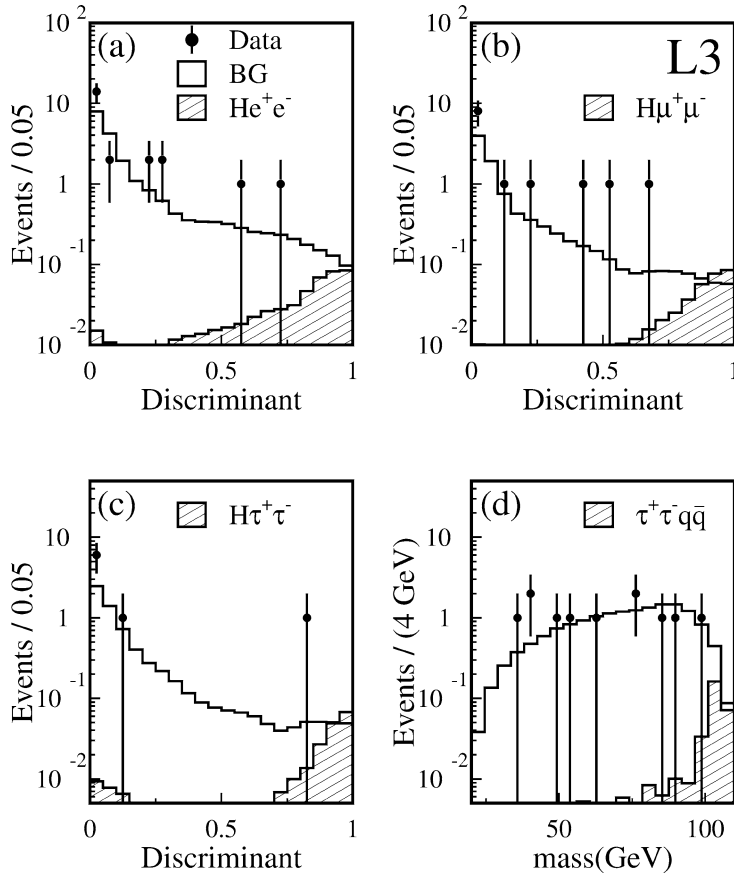 (a)
Data
BG
He⁺e⁻
Events / 0.05
10 ²
10
1
10 ⁻¹
10 ⁻²
0
0.5
1
Discriminant
(b)
L3
Hμ⁺μ⁻
Events / 0.05
10 ²
10
1
10 ⁻¹
10 ⁻²
0
0.5
1
Discriminant
(c)
Hτ⁺τ⁻
Events / 0.05
10
1
10 ⁻¹
10 ⁻²
0
0.5
1
Discriminant
(d)
τ⁺τ⁻qq̄
Events / (4 GeV)
10
1
10 ⁻¹
10 ⁻²
50
100
mass(GeV)